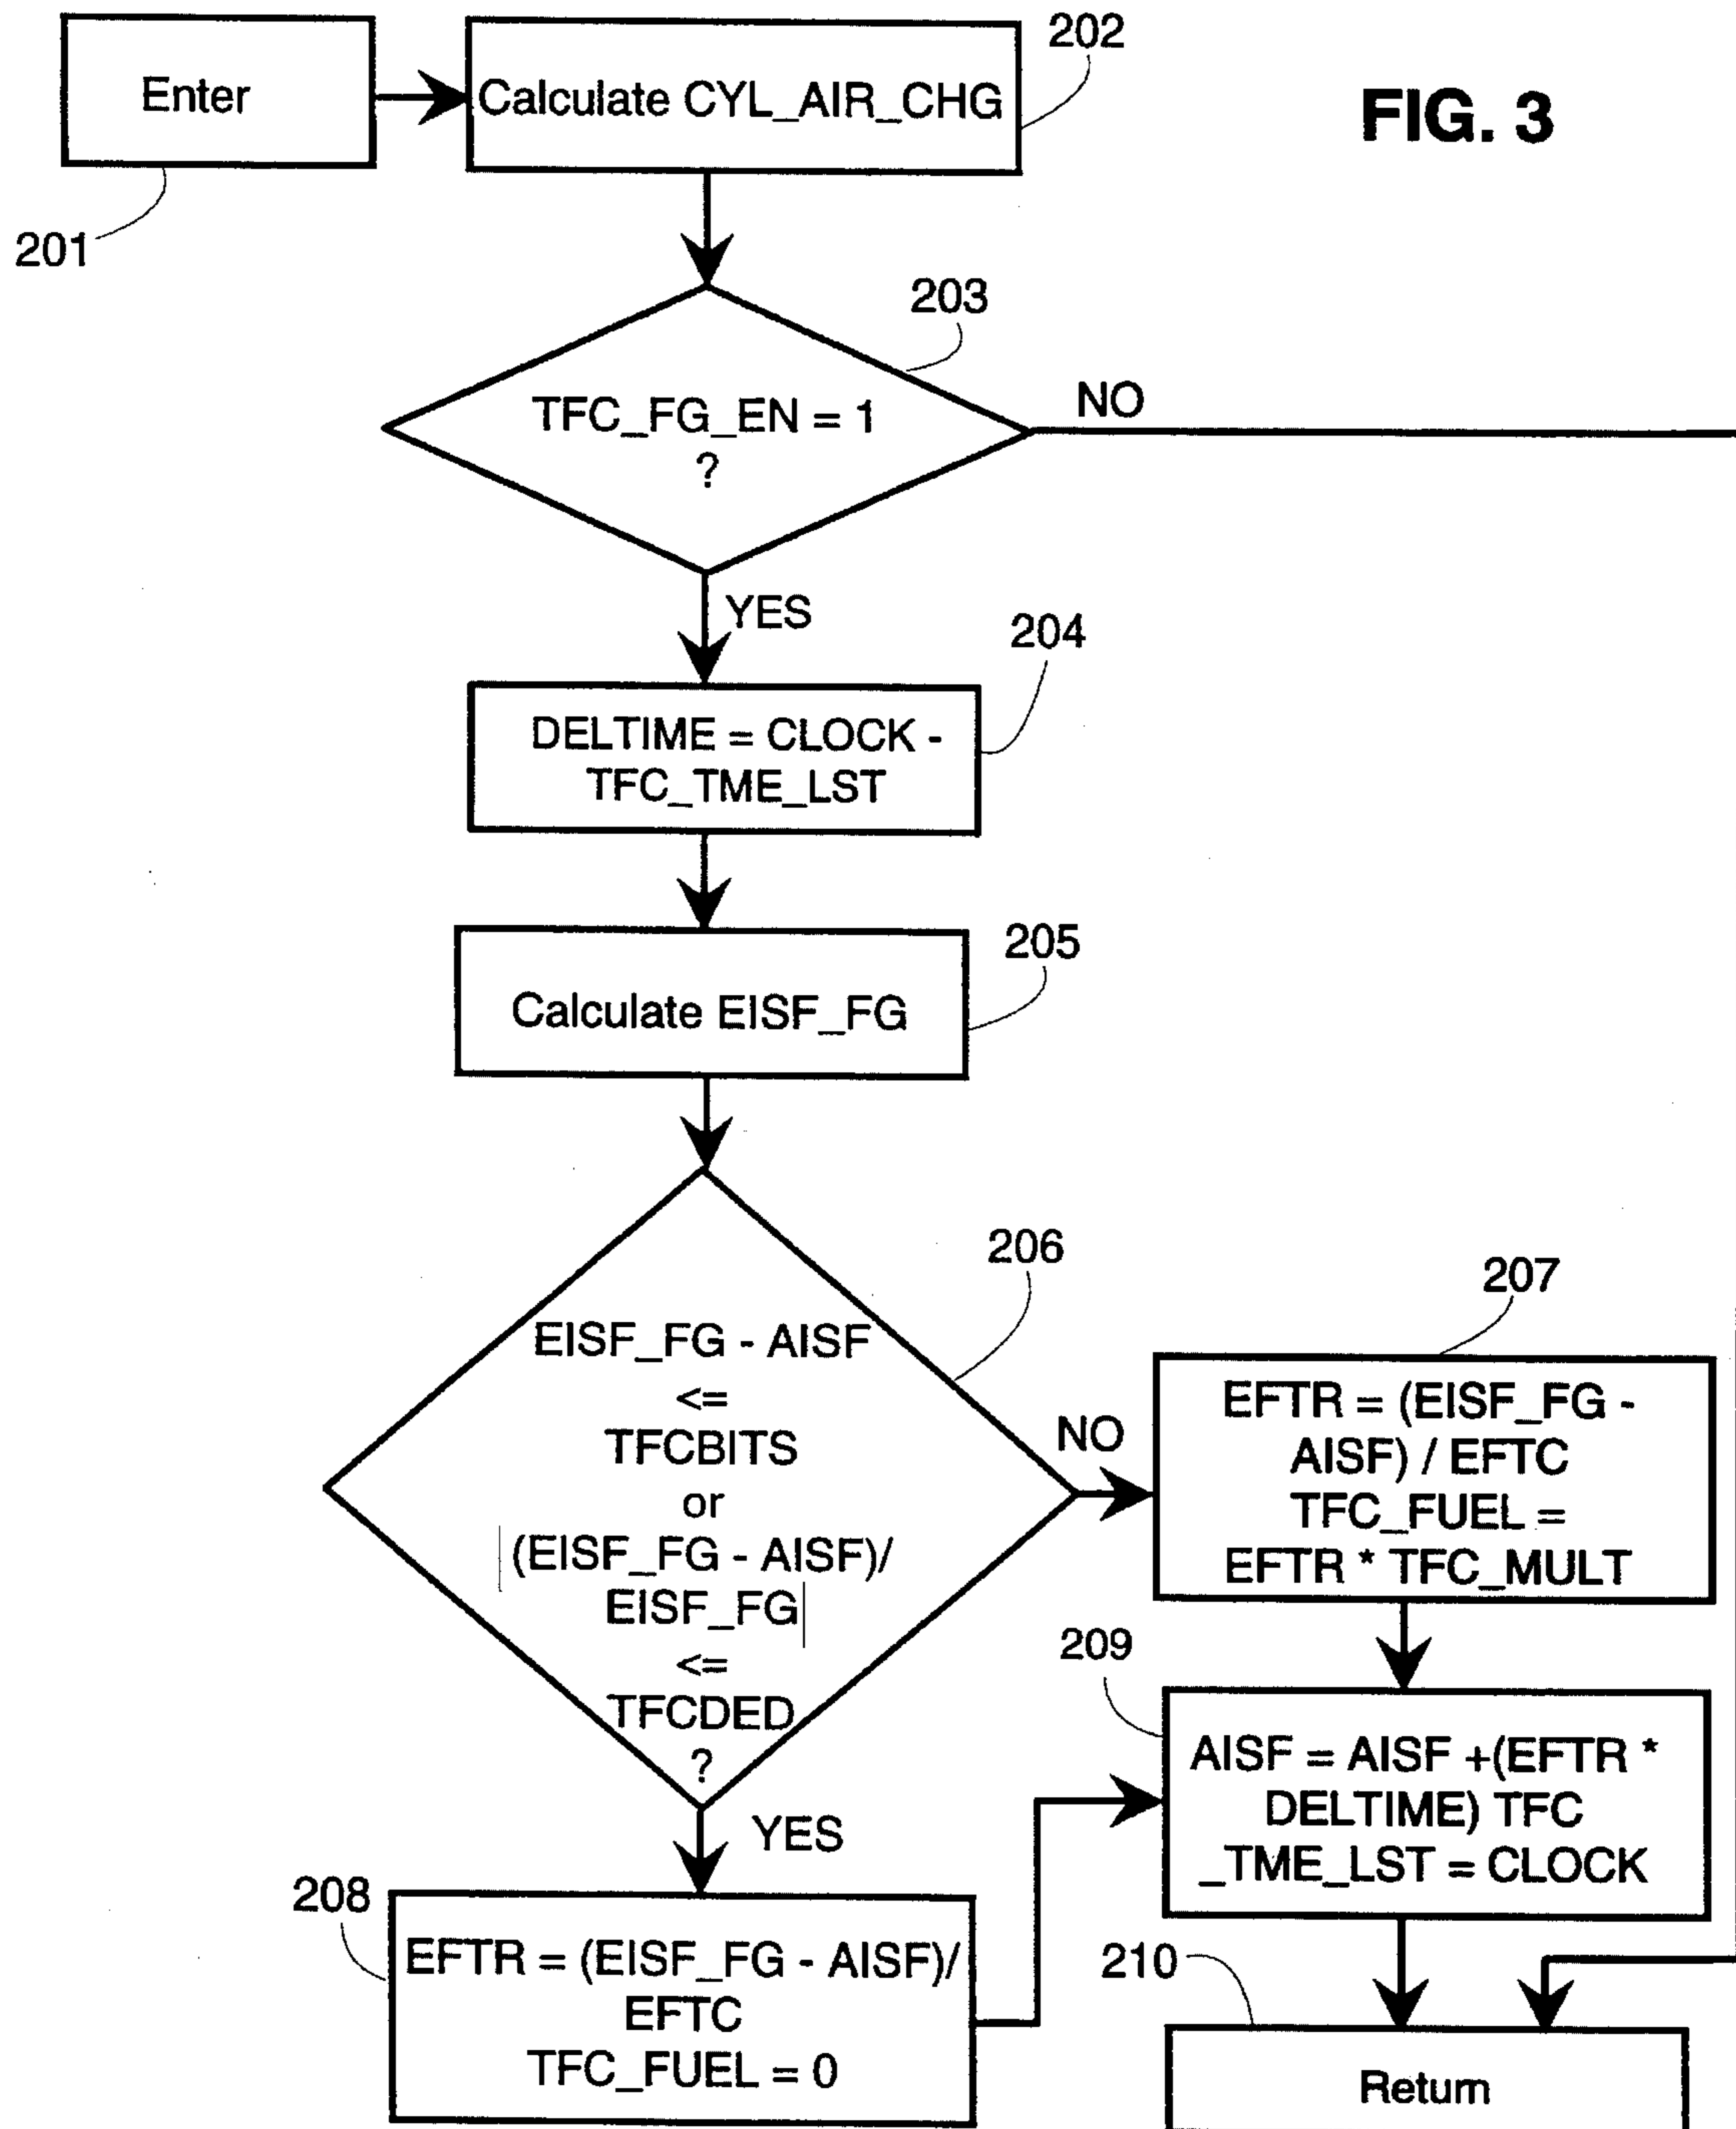 202
Enter
Calculate CYL_AIR_CHG
FIG. 3
201
203
TFC_FG_EN = 1
?
NO
YES
204
DELTIME = CLOCK -
TFC_TME_LST
205
Calculate EISF_FG
206
EISF_FG - AISF
<=
TFCBITS
or
|(EISF_FG - AISF)/
EISF_FG|
<=
TFCDED
?
NO
207
EFTR = (EISF_FG -
AISF) / EFTC
TFC_FUEL =
EFTR * TFC_MULT
209
AISF = AISF +(EFTR *
DELTIME) TFC
_TME_LST = CLOCK
YES
208
EFTR = (EISF_FG - AISF)/
EFTC
TFC_FUEL = 0
210
Return